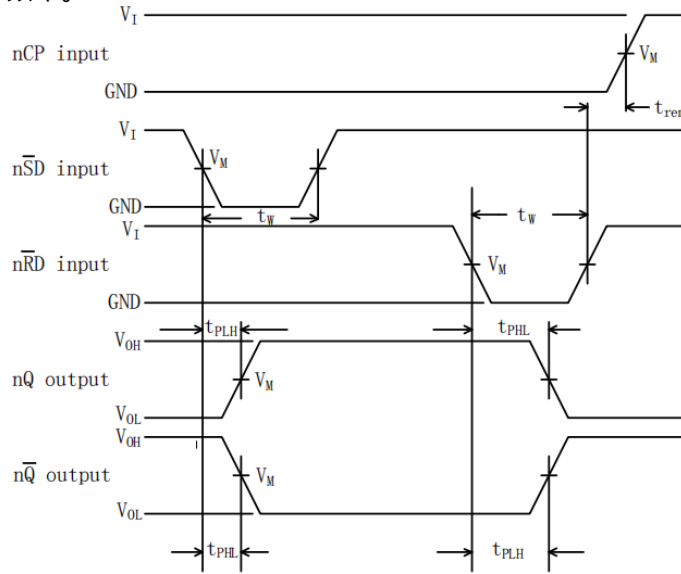 V_I
nCP input
V_M
GND
t_rem
V_I
nS̅D input
V_M
GND
t_W
V_I
t_W
nR̅D input
V_M
GND
t_PLH
t_PHL
V_OH
nQ output
V_M
V_OL
V_OH
nQ̅ output
V_M
V_OL
t_PHL
t_PLH